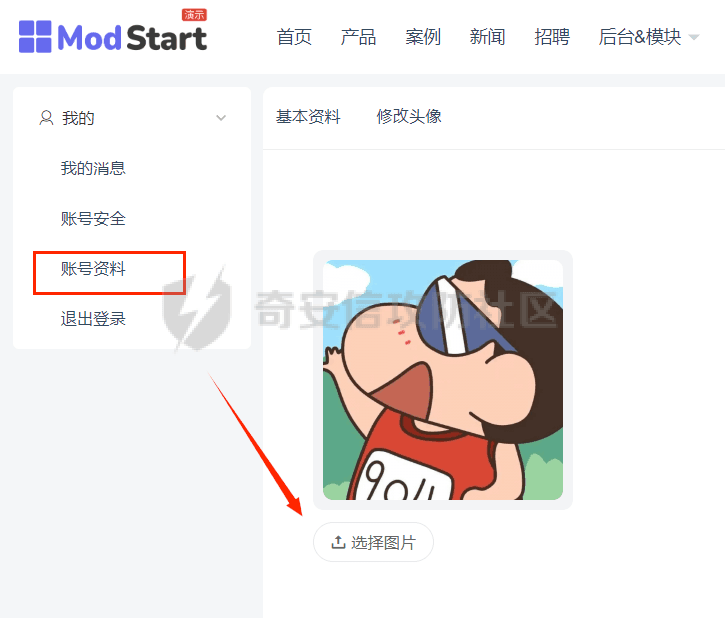 演示
ModStart
首页 产品 案例 新闻 招聘 后台&模块
我的
我的消息
账号安全
账号资料
退出登录
基本资料 修改头像
奇安信攻防社区
9011
选择图片